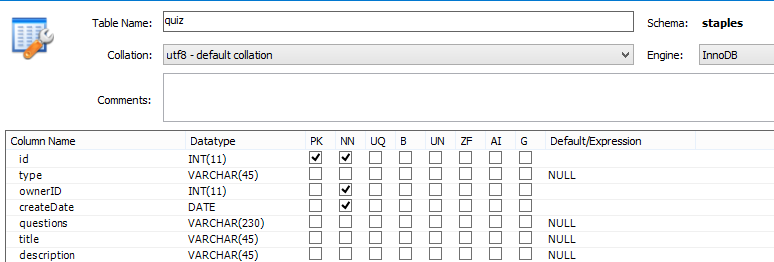 Table Name: quiz Schema: staples
Collation: utf8 - default collation Engine: InnoDB
Comments:
Column Name Datatype PK NN UQ B UN ZF AI G Default/Expression
id INT(11)
type VARCHAR(45) NULL
ownerID INT(11)
createDate DATE
questions VARCHAR(230) NULL
title VARCHAR(45) NULL
description VARCHAR(45) NULL